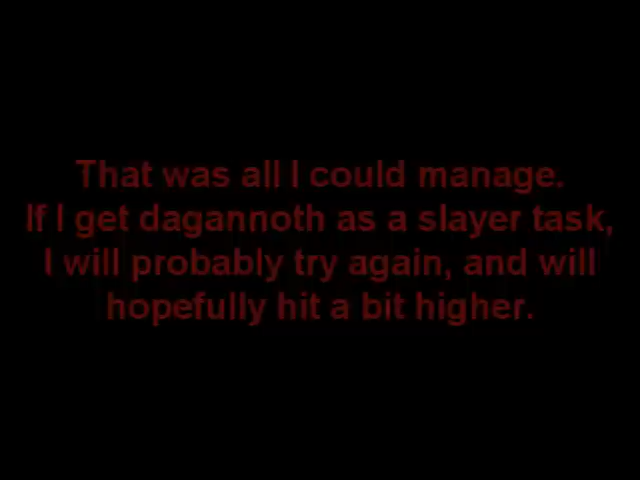 That was all I could manage.
If I get dagannoth as a slayer task,
I will probably try again, and will
hopefully hit a bit higher.